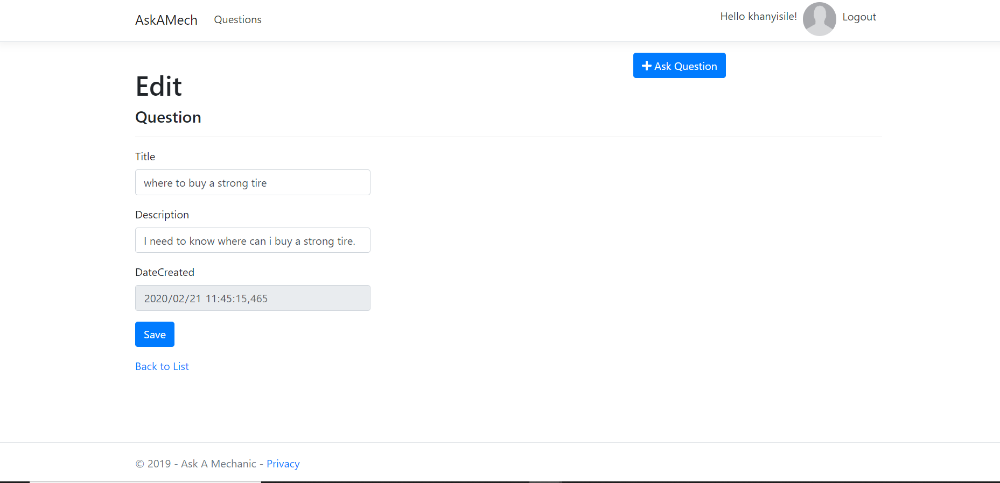 AskAMech Questions Hello khanyisile! Logout
Ask Question
Edit
Question
Title
where to buy a strong tire
Description
I need to know where can i buy a strong tire.
DateCreated
2020/02/21 11:45:15,465
Save
Back to List
© 2019 - Ask A Mechanic - Privacy